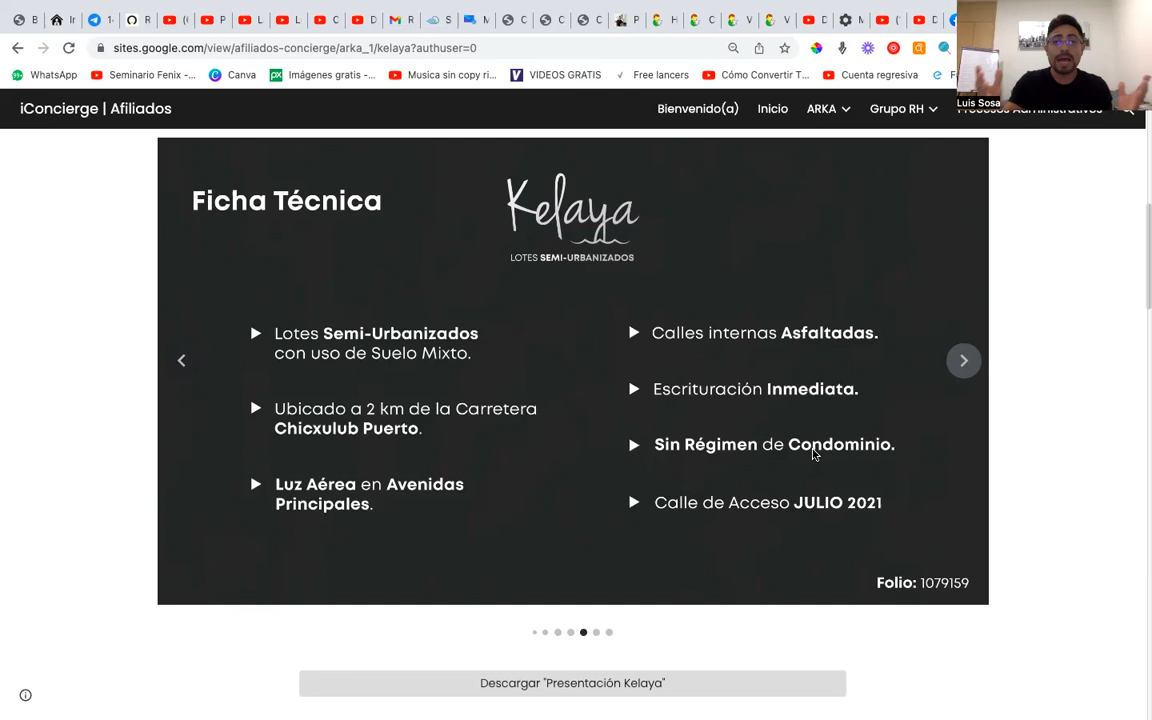 B
Ir
1
R
(
P
L
L
C
D
R
S
M
C
C
C
P
H
C
V
V
D
M
(
D
sites.google.com/view/afiliados-concierge/arka_1/kelaya?authuser=0
WhatsApp
Seminario Fenix -...
Canva
Imágenes gratis -...
Musica sin copy ri...
VIDEOS GRATIS
Free lancers
Cómo Convertir T...
Cuenta regresiva
Luis Sosa
iConcierge | Afiliados
Bienvenido(a)
Inicio
ARKA
Grupo RH
Procesos Administrativos
Ficha Técnica
Kelaya
LOTES SEMI-URBANIZADOS
Lotes Semi-Urbanizados
con uso de Suelo Mixto.
Ubicado a 2 km de la Carretera
Chicxulub Puerto.
Luz Aérea en Avenidas
Principales.
Calles internas Asfaltadas.
Escrituración Inmediata.
Sin Régimen de Condominio.
Calle de Acceso JULIO 2021
Folio: 1079159
Descargar "Presentación Kelaya"